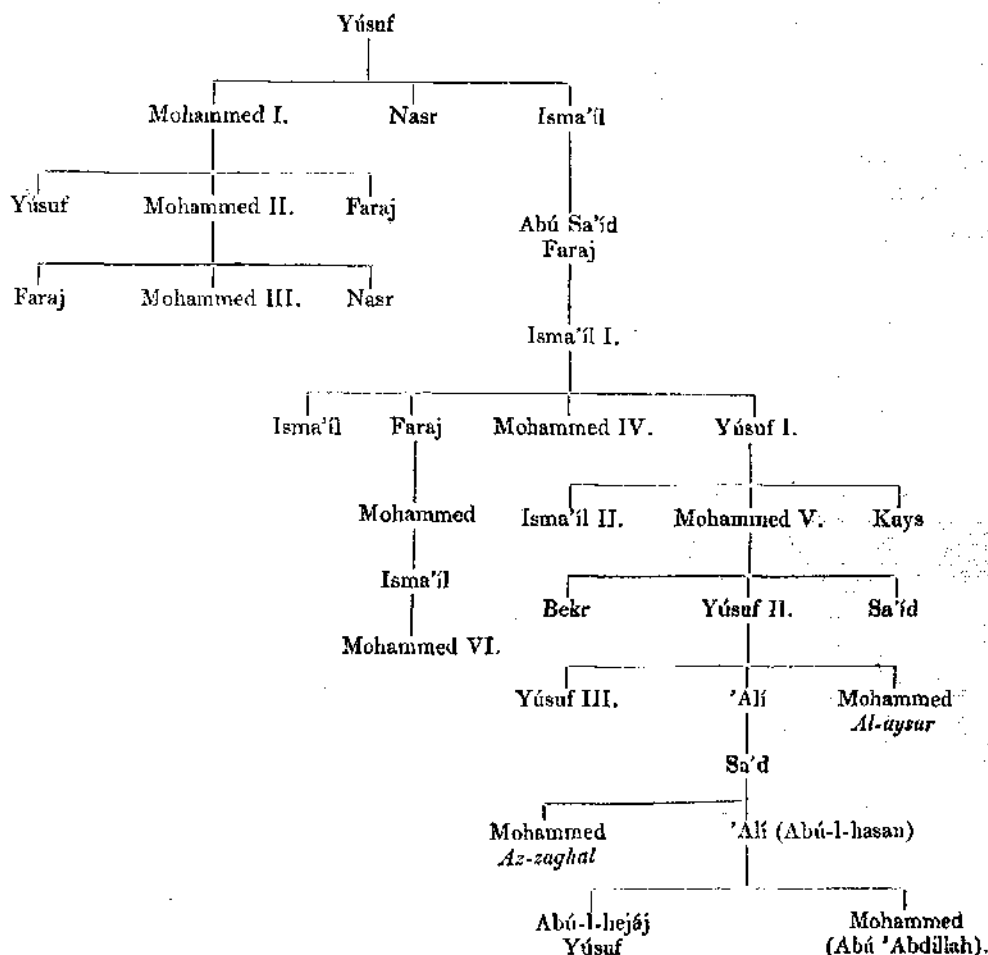 Yúsuf
Mohammed I. Nasr Isma'íl
Yúsuf Mohammed II. Faraj
Abú Sa'íd
Faraj
Faraj Mohammed III. Nasr
Isma'íl I.
Isma'íl Faraj Mohammed IV. Yúsuf I.
Mohammed Isma'íl II. Mohammed V. Kays
Isma'íl
Bekr Yúsuf II. Sa'íd
Mohammed VI.
Yúsuf III. 'Alí Mohammed
Al-aysar
Sa'd
Mohammed 'Alí (Abú-l-hasan)
Az-zaghal
Abú-l-hejáj Mohammed
Yúsuf (Abú 'Abdillah).